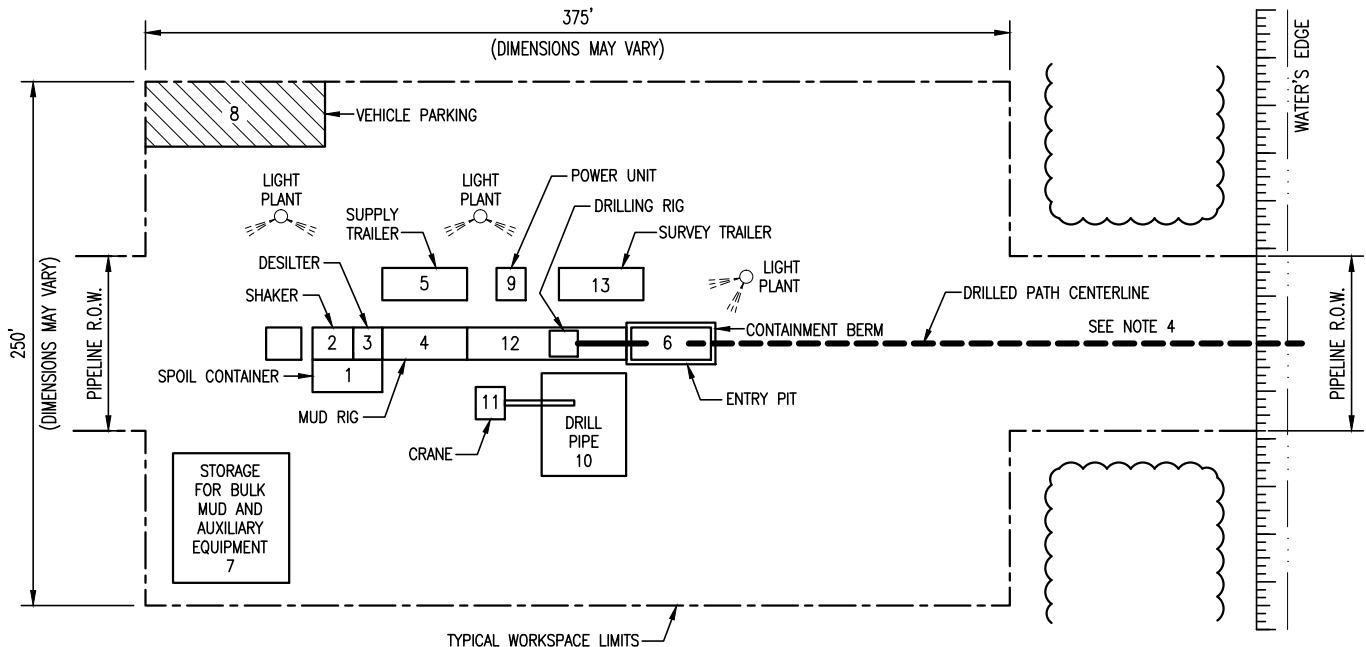 375'
(DIMENSIONS MAY VARY)
WATER'S EDGE
8
VEHICLE PARKING
LIGHT
PLANT
LIGHT
PLANT
POWER UNIT
DRILLING RIG
SUPPLY
TRAILER
SURVEY TRAILER
DESILTER
5
9
13
LIGHT
PLANT
SHAKER
DRILLED PATH CENTERLINE
250'
(DIMENSIONS MAY VARY)
PIPELINE R.O.W.
2
3
4
12
6
CONTAINMENT BERM
SEE NOTE 4
PIPELINE R.O.W.
SPOIL CONTAINER
1
MUD RIG
11
ENTRY PIT
CRANE
DRILL
PIPE
10
STORAGE
FOR BULK
MUD AND
AUXILIARY
EQUIPMENT
7
TYPICAL WORKSPACE LIMITS